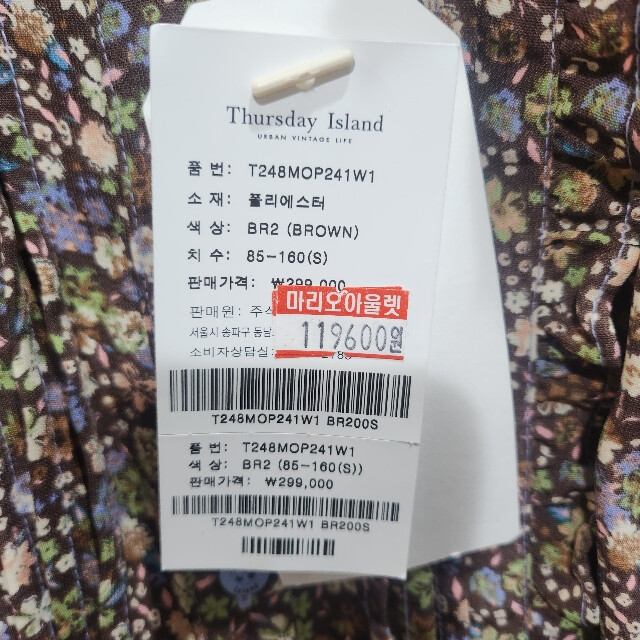 Thursday Island
URBAN VINTAGE LIFE
품 번: T248MOP241W1
소 재: 폴리에스터
색 상: BR2 (BROWN)
치 수: 85-160(S)
판매가격: ₩299,000
판매원: 주
마리오아울렛
서울시 송파구 동남
119600원
소비자상담실:
T248MOP241W1 BR200S
품 번: T248MOP241W1
색 상: BR2 (85-160(S))
판매가격: ₩299,000
T248MOP241W1 BR200S